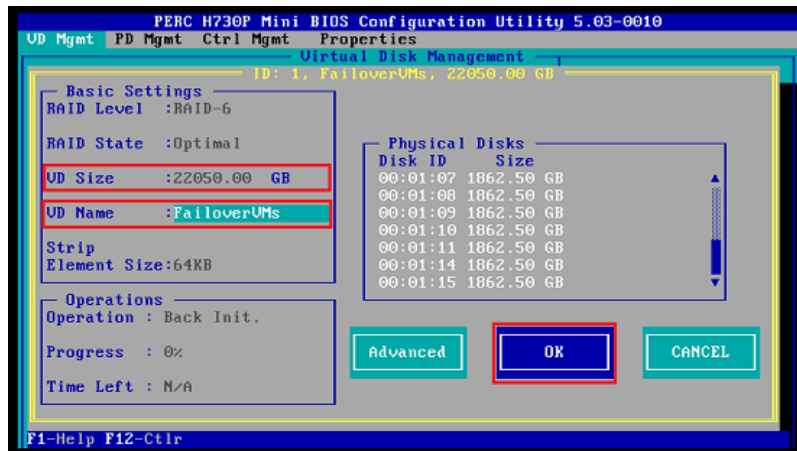 PERC H730P Mini BIOS Configuration Utility 5.03-0010
VD Mgmt PD Mgmt Ctrl Mgmt Properties
Virtual Disk Management
ID: 1, FailoverVMs, 22050.00 GB
Basic Settings
RAID Level :RAID-6
RAID State :Optimal
VD Size :22050.00 GB
VD Name :FailoverVMs
Strip
Element Size:64KB
Physical Disks
Disk ID Size
00:01:07 1862.50 GB
00:01:08 1862.50 GB
00:01:09 1862.50 GB
00:01:10 1862.50 GB
00:01:11 1862.50 GB
00:01:14 1862.50 GB
00:01:15 1862.50 GB
Operations
Operation : Back Init.
Progress : 0%
Time Left : N/A
Advanced
OK
CANCEL
F1-Help F12-Ctlr